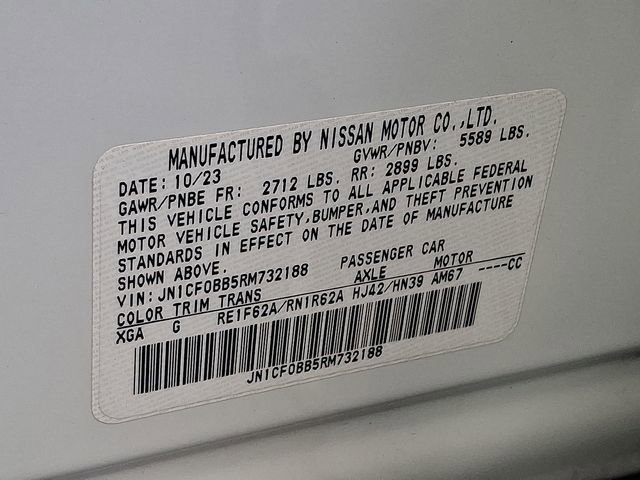 MANUFACTURED BY NISSAN MOTOR CO.,LTD.
DATE: 10/23 GVWR/PNBV: 5589 LBS.
GAWR/PNBE FR: 2712 LBS. RR: 2899 LBS.
THIS VEHICLE CONFORMS TO ALL APPLICABLE FEDERAL
MOTOR VEHICLE SAFETY,BUMPER,AND THEFT PREVENTION
STANDARDS IN EFFECT ON THE DATE OF MANUFACTURE
SHOWN ABOVE.
VIN: JN1CF0BB5RM732188 PASSENGER CAR
COLOR TRIM TRANS AXLE MOTOR
XGA G RE1F62A/RN1R62A HJ42/HN39 AM67 ----CC
JN1CF0BB5RM732188